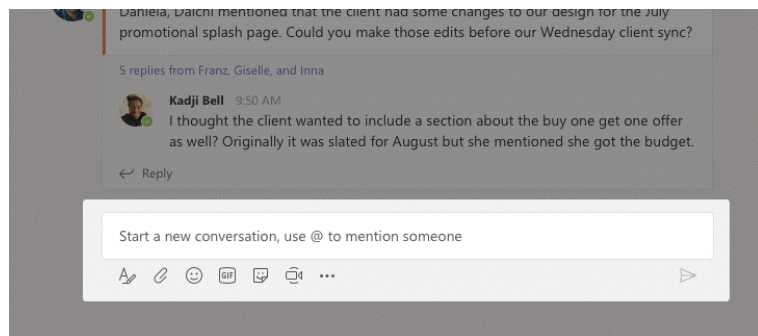 Daniela, Daichi mentioned that the client had some changes to our design for the July
promotional splash page. Could you make those edits before our Wednesday client sync?
5 replies from Franz, Giselle, and Inna
Kadji Bell 9:50 AM
I thought the client wanted to include a section about the buy one get one offer
as well? Originally it was slated for August but she mentioned she got the budget.
Reply
Start a new conversation, use @ to mention someone
GIF